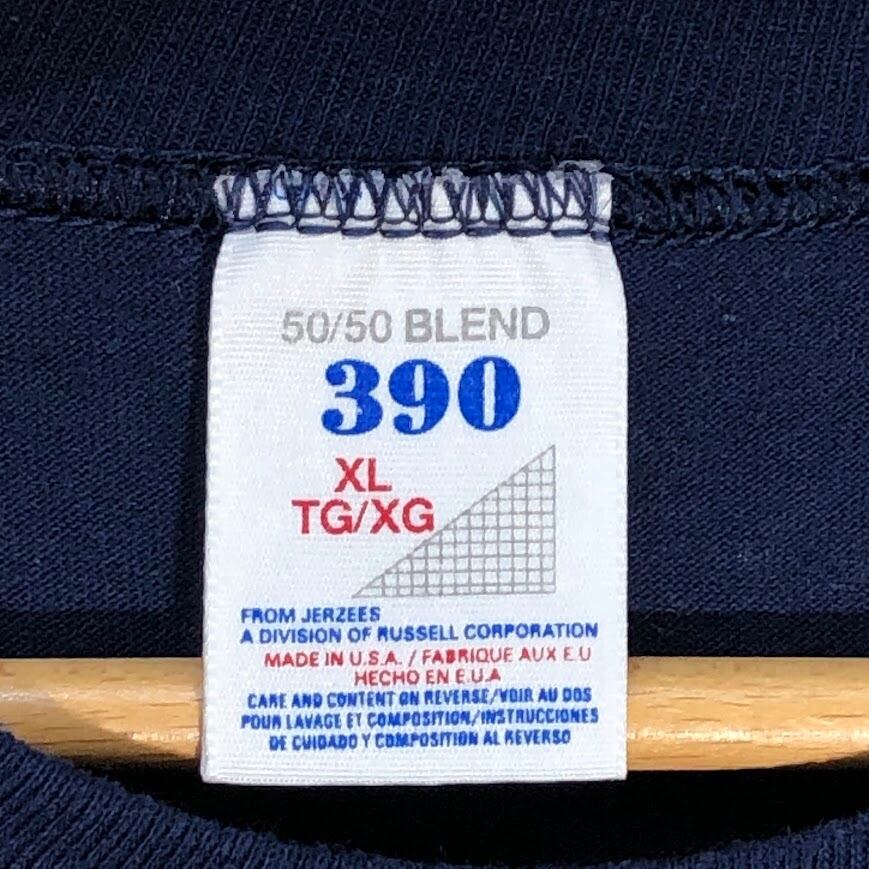 50/50 BLEND
390
XL
TG/XG
FROM JERZEES
A DIVISION OF RUSSELL CORPORATION
MADE IN U.S.A. / FABRIQUE AUX E.U
HECHO EN E.U.A
CARE AND CONTENT ON REVERSE/VOIR AU DOS
POUR LAVAGE ET COMPOSITION/INSTRUCCIONES
DE CUIDADO Y COMPOSITION AL REVERSO